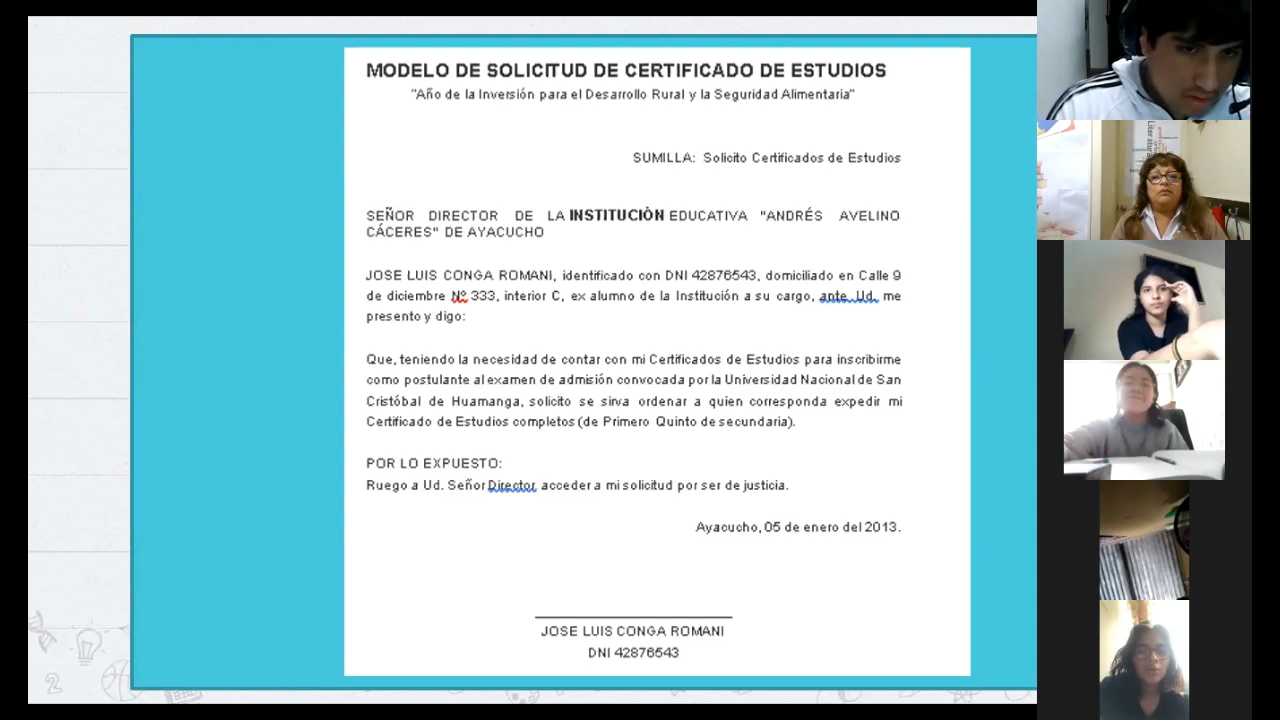 MODELO DE SOLICITUD DE CERTIFICADO DE ESTUDIOS
"Año de la Inversión para el Desarrollo Rural y la Seguridad Alimentaria"
SUMILLA: Solicito Certificados de Estudios
SEÑOR DIRECTOR DE LA INSTITUCIÓN EDUCATIVA "ANDRÉS AVELINO
CÁCERES" DE AYACUCHO
JOSE LUIS CONGA ROMANI, identificado con DNI 42876543, domiciliado en Calle 9
de diciembre Nº 333, interior C, ex alumno de la Institución a su cargo, ante Ud. me
presento y digo:
Que, teniendo la necesidad de contar con mi Certificados de Estudios para inscribirme
como postulante al examen de admisión convocada por la Universidad Nacional de San
Cristóbal de Huamanga, solicito se sirva ordenar a quien corresponda expedir mi
Certificado de Estudios completos (de Primero Quinto de secundaria).
POR LO EXPUESTO:
Ruego a Ud. Señor Director, acceder a mi solicitud por ser de justicia.
Ayacucho, 05 de enero del 2013.
JOSE LUIS CONGA ROMANI
DNI 42876543